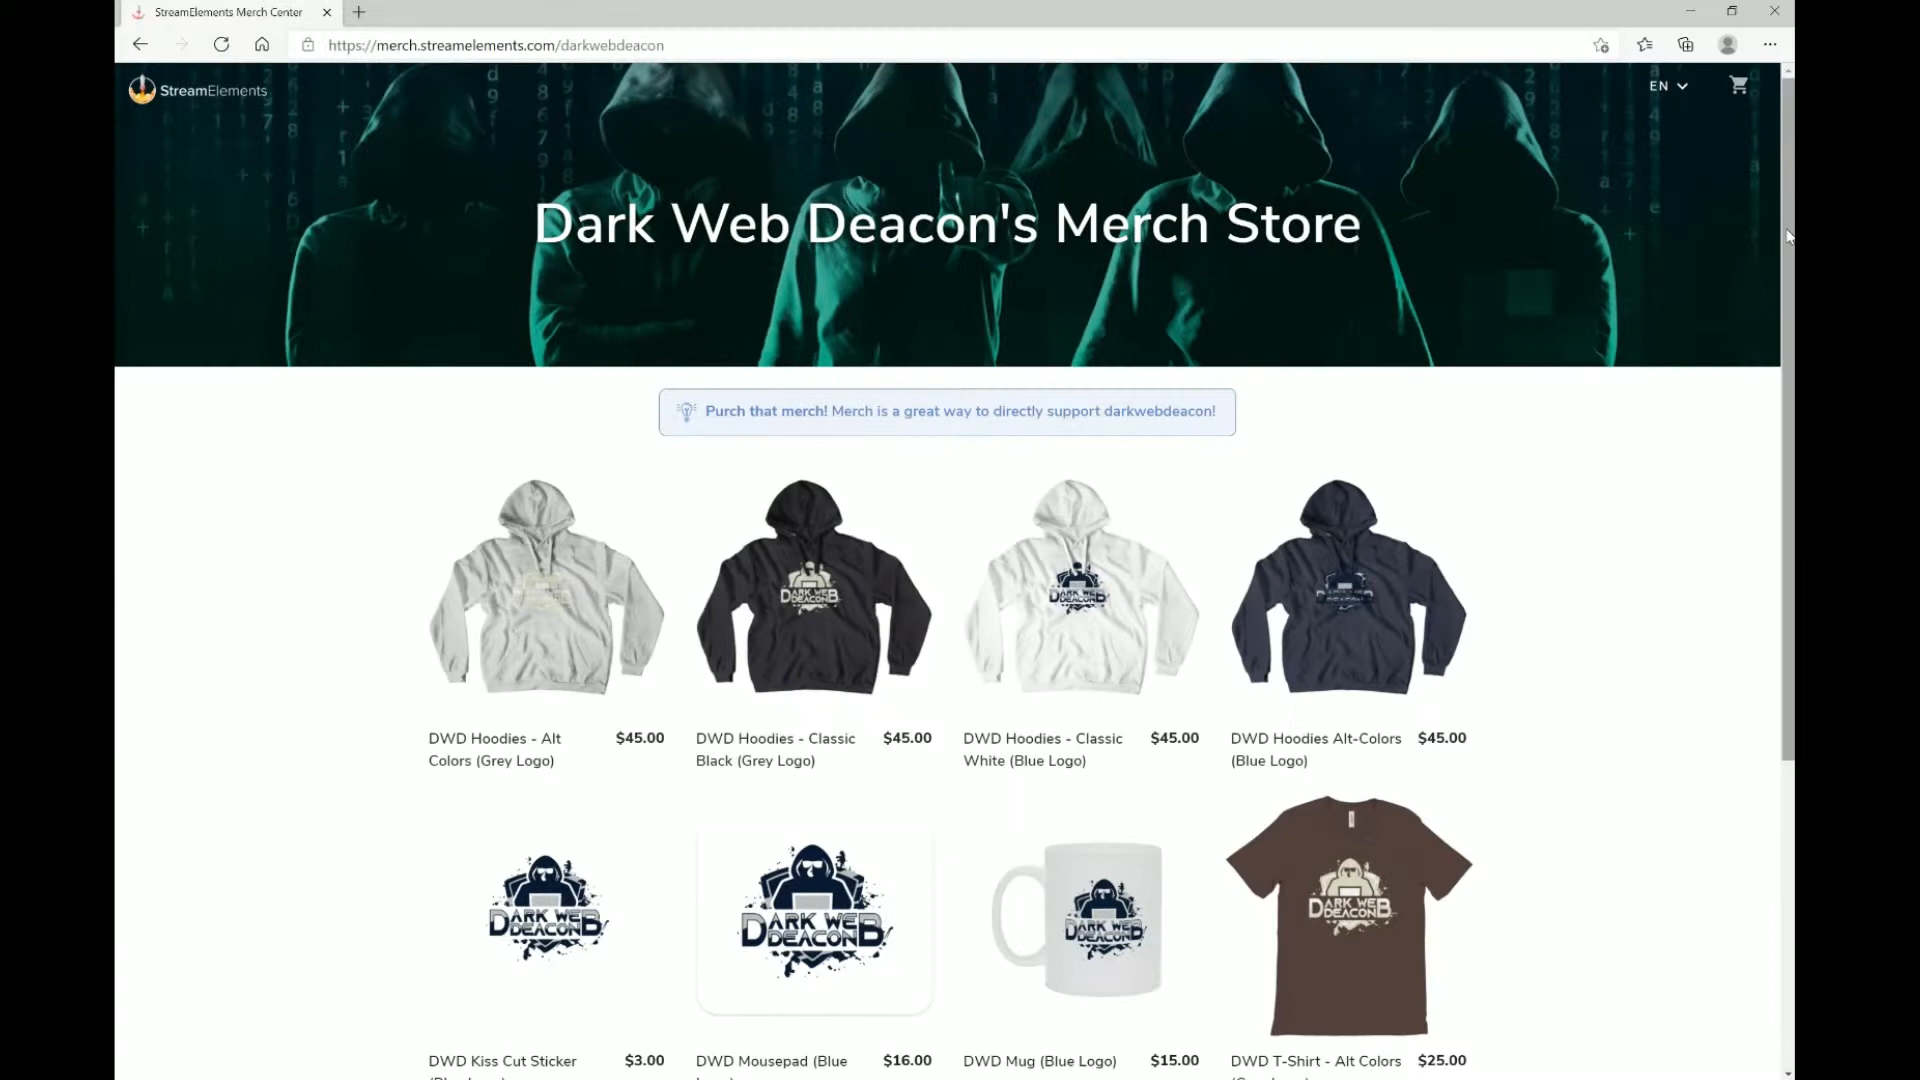 StreamElements Merch Center
https://merch.streamelements.com/darkwebdeacon
StreamElements
EN
Dark Web Deacon's Merch Store
Purch that merch! Merch is a great way to directly support darkwebdeacon!
DARK WEB
DEACON
DARK WEB
DEACON
DWD Hoodies - Alt
Colors (Grey Logo)
$45.00
DWD Hoodies - Classic
Black (Grey Logo)
$45.00
DWD Hoodies - Classic
White (Blue Logo)
$45.00
DWD Hoodies Alt-Colors
(Blue Logo)
$45.00
DARK WEB
DEACON
DARK WEB
DEACON
DARK WEB
DEACON
DARK WEB
DEACON
DWD Kiss Cut Sticker
$3.00
DWD Mousepad (Blue
$16.00
DWD Mug (Blue Logo)
$15.00
DWD T-Shirt - Alt Colors
$25.00